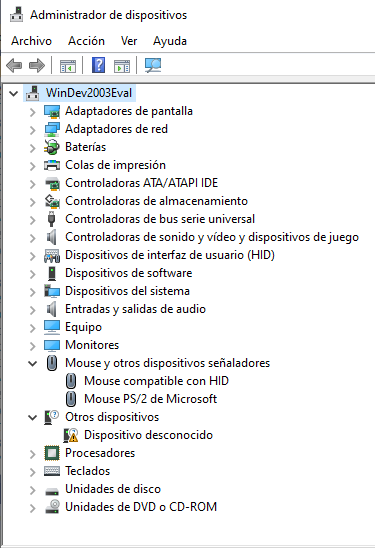 Administrador de dispositivos
Archivo Acción Ver Ayuda
WinDev2003Eval
Adaptadores de pantalla
Adaptadores de red
Baterías
Colas de impresión
Controladoras ATA/ATAPI IDE
Controladoras de almacenamiento
Controladoras de bus serie universal
Controladoras de sonido y vídeo y dispositivos de juego
Dispositivos de interfaz de usuario (HID)
Dispositivos de software
Dispositivos del sistema
Entradas y salidas de audio
Equipo
Monitores
Mouse y otros dispositivos señaladores
Mouse compatible con HID
Mouse PS/2 de Microsoft
Otros dispositivos
Dispositivo desconocido
Procesadores
Teclados
Unidades de disco
Unidades de DVD o CD-ROM